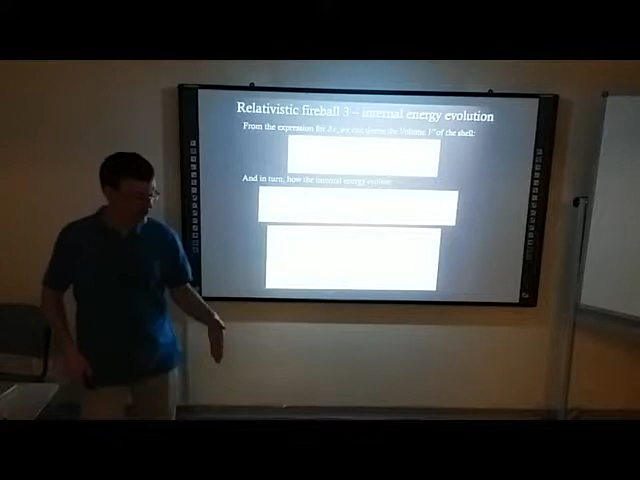 Relativistic fireball 3 – internal energy evolution
From the expression for Δr, we can derive the Volume V' of the shell:
And in turn, how the internal energy evolves: